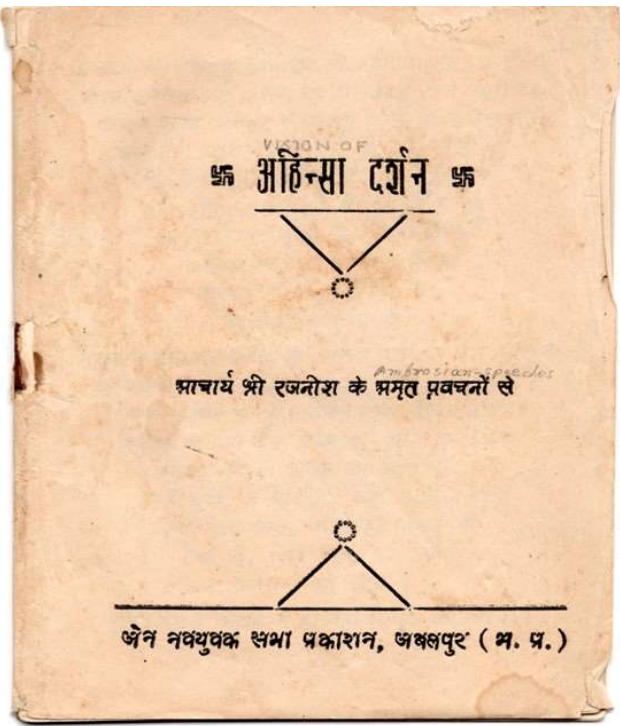 VISION OF
卐 अहिन्सा दर्शन 卐
Ambrosian-speeches
आचार्य श्री रजनीश के अमृत प्रवचनों से
जैन नवयुवक सभा प्रकाशन, जबलपुर ( म. प्र. )